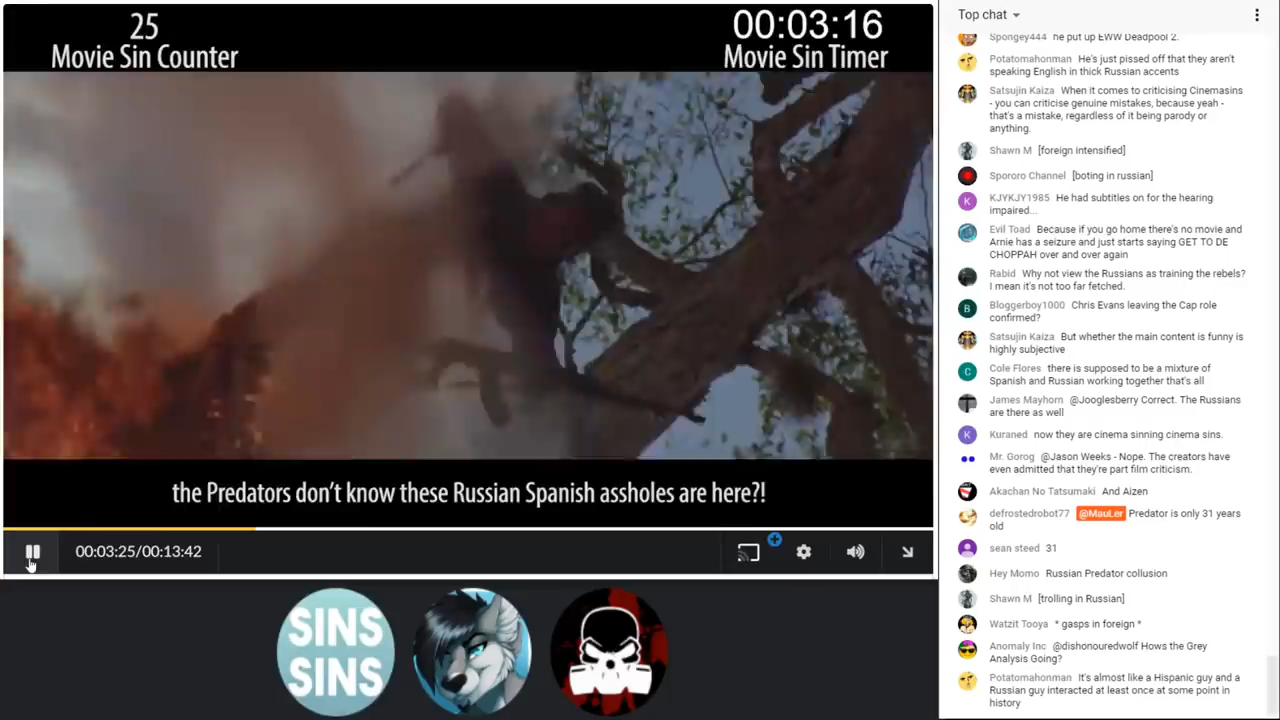 25
Movie Sin Counter
00:03:16
Movie Sin Timer
the Predators don't know these Russian Spanish assholes are here?!
00:03:25/00:13:42
SINS
SINS
Top chat
Spongey444 he put up EWW Deadpool 2.
Potatomahonman He's just pissed off that they aren't
speaking English in thick Russian accents
Satsujin Kaiza When it comes to criticising Cinemasins
- you can criticise genuine mistakes, because yeah -
that's a mistake, regardless of it being parody or
anything.
Shawn M [foreign intensified]
Spororo Channel [boting in russian]
K
KJYKJY1985 He had subtitles on for the hearing
impaired...
Evil Toad Because if you go home there's no movie and
Arnie has a seizure and just starts saying GET TO DE
CHOPPAH over and over again
Rabid Why not view the Russians as training the rebels?
I mean it's not too far fetched.
B
Bloggerboy1000 Chris Evans leaving the Cap role
confirmed?
Satsujin Kaiza But whether the main content is funny is
highly subjective
C
Cole Flores there is supposed to be a mixture of
Spanish and Russian working together that's all
James Mayhorn @Jooglesberry Correct. The Russians
are there as well
K
Kuraned now they are cinema sinning cinema sins.
Mr. Gorog @Jason Weeks - Nope. The creators have
even admitted that they're part film criticism.
Akachan No Tatsumaki And Aizen
defrostedrobot77 @MauLer Predator is only 31 years
old
sean steed 31
Hey Momo Russian Predator collusion
Shawn M [trolling in Russian]
Watzit Tooya * gasps in foreign *
Anomaly Inc @dishonouredwolf Hows the Grey
Analysis Going?
Potatomahonman It's almost like a Hispanic guy and a
Russian guy interacted at least once at some point in
history